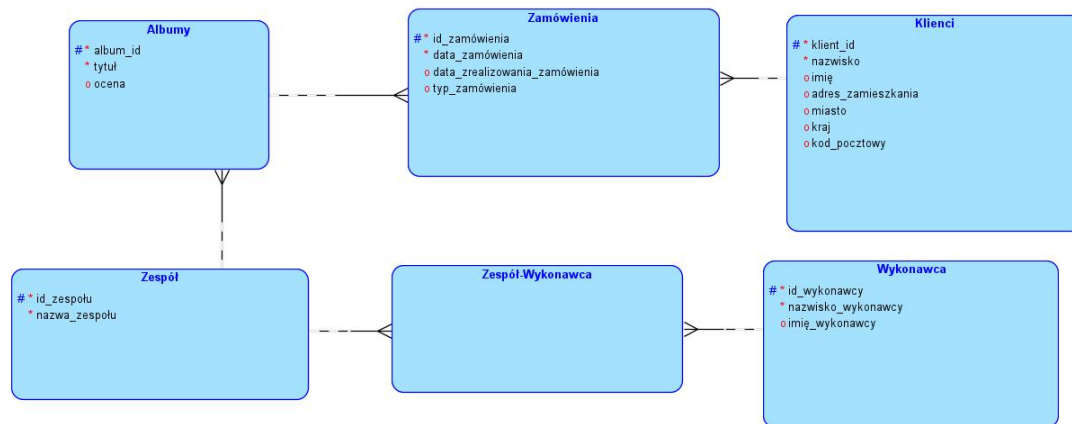 Albumy
# * album_id
* tytuł
o ocena
Zamówienia
# * id_zamówienia
* data_zamówienia
o data_zrealizowania_zamówienia
o typ_zamówienia
Klienci
# * klient_id
* nazwisko
o imię
o adres_zamieszkania
o miasto
o kraj
o kod_pocztowy
Zespół
# * id_zespołu
* nazwa_zespołu
Zespół-Wykonawca
Wykonawca
# * id_wykonawcy
* nazwisko_wykonawcy
o imię_wykonawcy